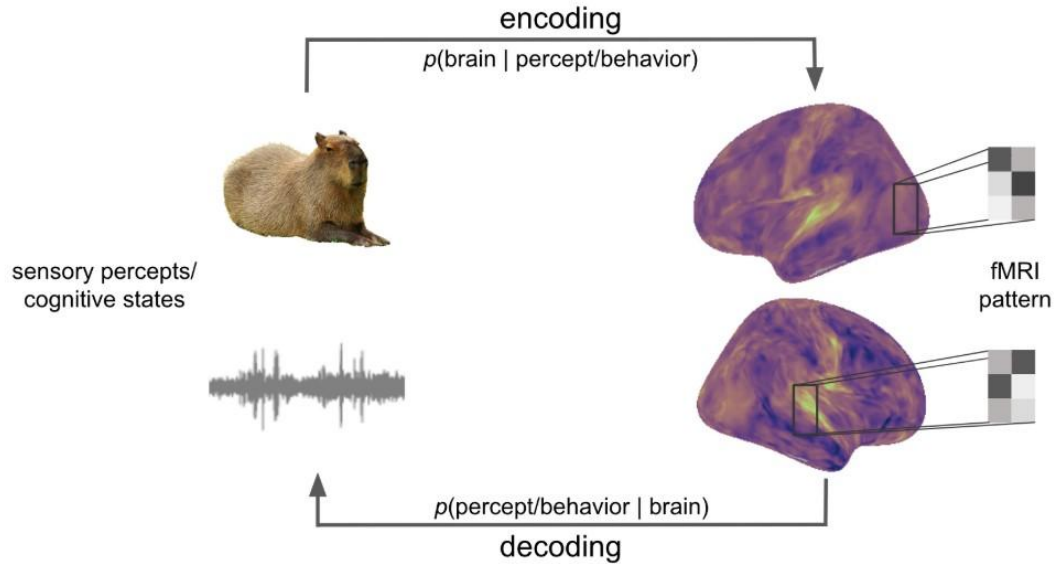 encoding
p(brain | percept/behavior)
sensory percepts/
cognitive states
fMRI
pattern
p(percept/behavior | brain)
decoding